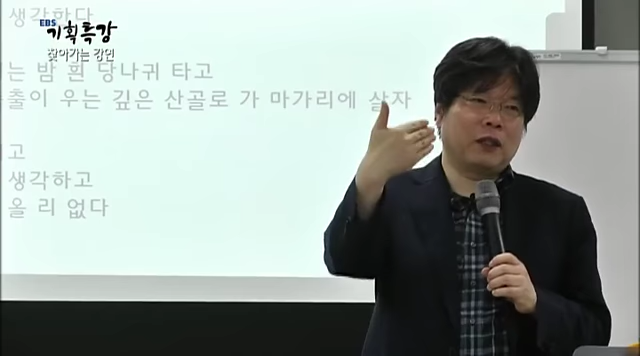 EBS
기획특강
찾아가는 강연
생각한다
는 밤 흰 당나귀 타고
출이 우는 깊은 산골로 가 마가리에 살자
고
생각하고
올 리 없다